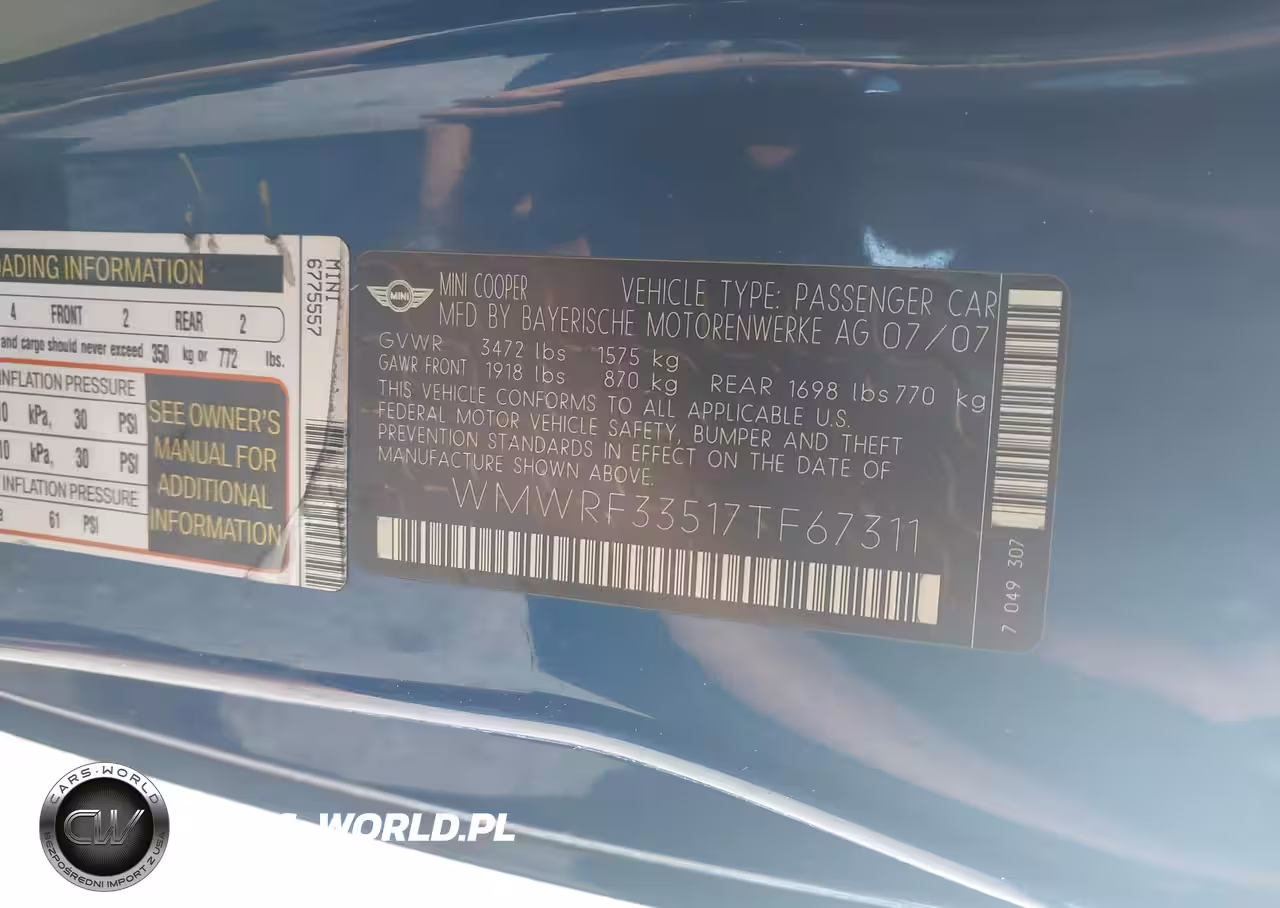 ADING INFORMATION
4 FRONT 2 REAR 2
and cargo should never exceed 350 kg or 772 lbs.
INFLATION PRESSURE
kPa, 30 PSI
kPa, 30 PSI
INFLATION PRESSURE
61 PSI
SEE OWNER'S
MANUAL FOR
ADDITIONAL
INFORMATION
MINI
6775557
MINI
MINI COOPER VEHICLE TYPE: PASSENGER CAR
MFD BY BAYERISCHE MOTORENWERKE AG 07/07
GVWR 3472 lbs 1575 kg
GAWR FRONT 1918 lbs 870 kg REAR 1698 lbs 770 kg
THIS VEHICLE CONFORMS TO ALL APPLICABLE U.S.
FEDERAL MOTOR VEHICLE SAFETY, BUMPER AND THEFT
PREVENTION STANDARDS IN EFFECT ON THE DATE OF
MANUFACTURE SHOWN ABOVE.
WMWRF33517TF67311
7 049 307
CARS-WORLD
CW
BEZPOŚREDNI IMPORT Z USA
S-WORLD.PL